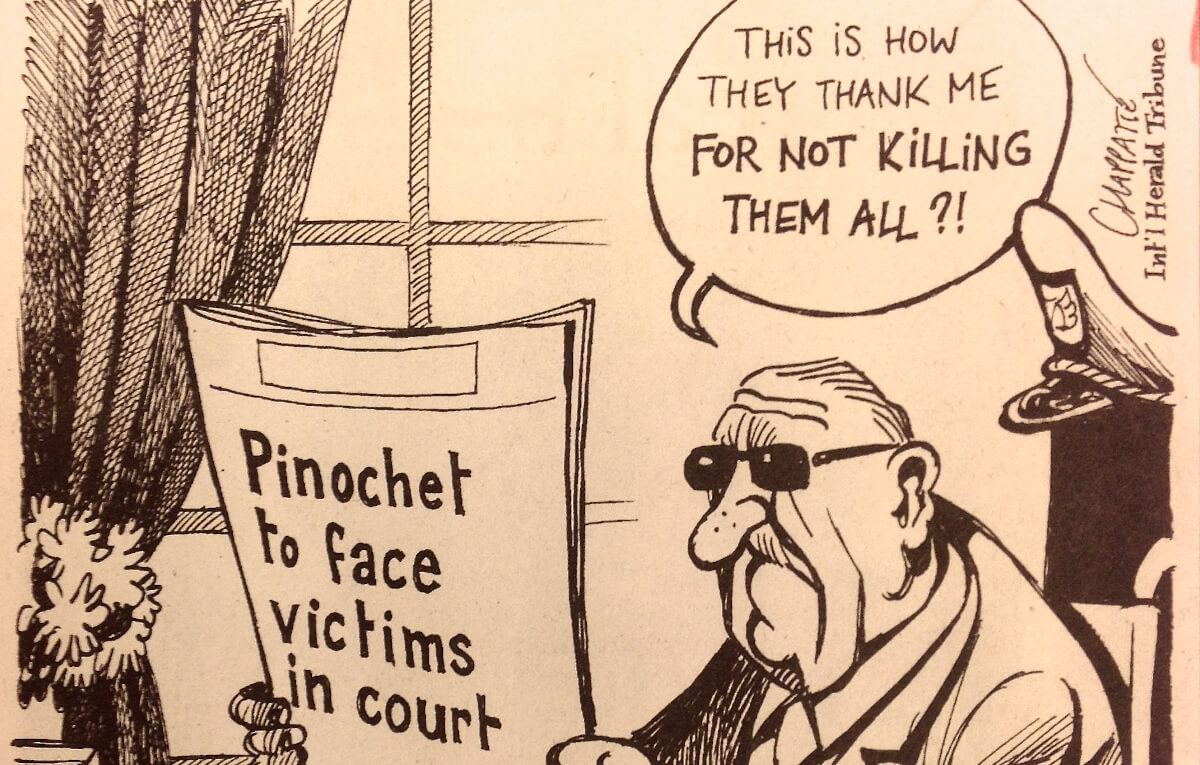 THIS IS HOW
THEY THANK ME
FOR NOT KILLING
THEM ALL?!
CHAPPATTE
Int'l Herald Tribune
Pinochet
to face
victims
in court